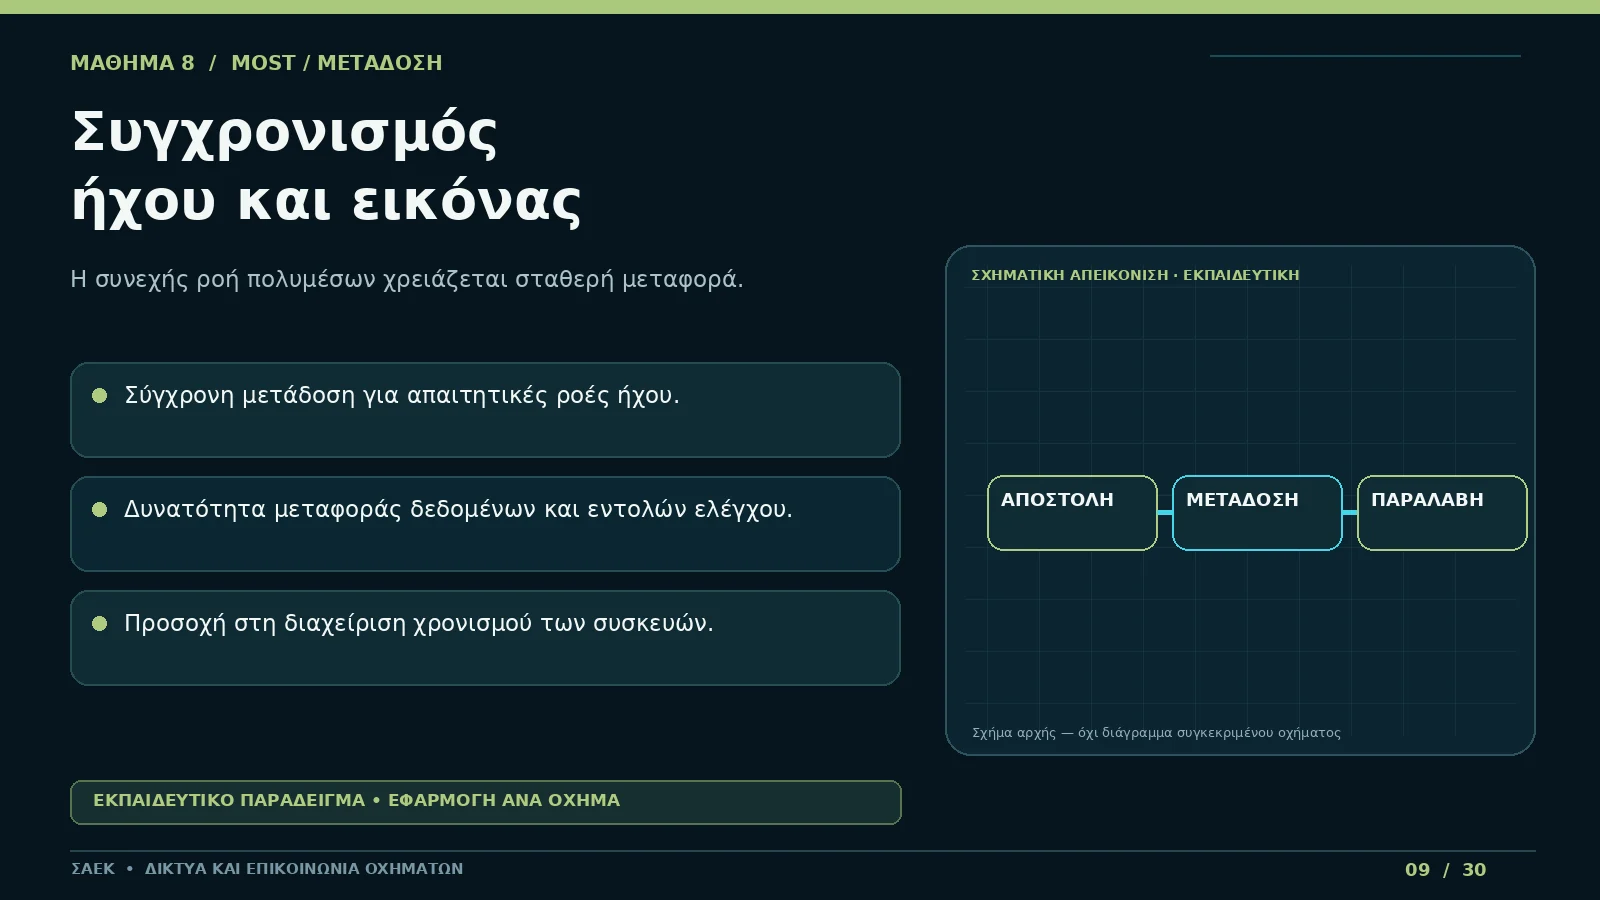 ΜΑΘΗΜΑ 8 / MOST / ΜΕΤΑΔΟΣΗ
Συγχρονισμός
ήχου και εικόνας
Η συνεχής ροή πολυμέσων χρειάζεται σταθερή μεταφορά.
Σύγχρονη μετάδοση για απαιτητικές ροές ήχου.
Δυνατότητα μεταφοράς δεδομένων και εντολών ελέγχου.
Προσοχή στη διαχείριση χρονισμού των συσκευών.
ΕΚΠΑΙΔΕΥΤΙΚΟ ΠΑΡΑΔΕΙΓΜΑ • ΕΦΑΡΜΟΓΗ ΑΝΑ ΟΧΗΜΑ
ΣΧΗΜΑΤΙΚΗ ΑΠΕΙΚΟΝΙΣΗ · ΕΚΠΑΙΔΕΥΤΙΚΗ
ΑΠΟΣΤΟΛΗ
ΜΕΤΑΔΟΣΗ
ΠΑΡΑΛΑΒΗ
Σχήμα αρχής — όχι διάγραμμα συγκεκριμένου οχήματος
ΣΑΕΚ • ΔΙΚΤΥΑ ΚΑΙ ΕΠΙΚΟΙΝΩΝΙΑ ΟΧΗΜΑΤΩΝ
09 / 30